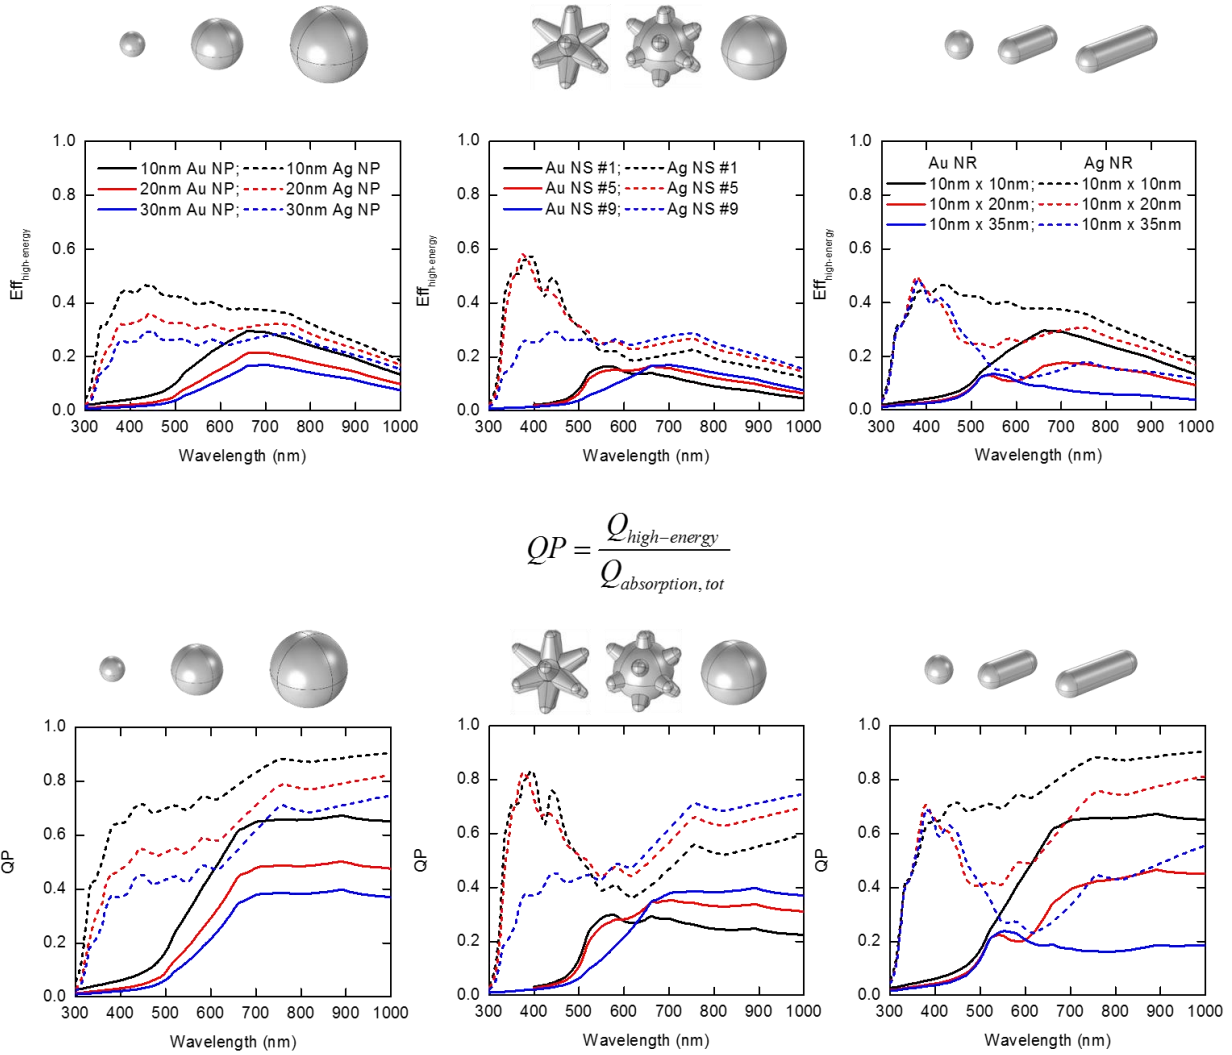 1.0
0.8
0.6
0.4
0.2
0.0
Eff high-energy
10nm Au NP; 10nm Ag NP
20nm Au NP; 20nm Ag NP
30nm Au NP; 30nm Ag NP
300 400 500 600 700 800 900 1000
Wavelength (nm)
1.0
0.8
0.6
0.4
0.2
0.0
Eff high-energy
Au NS #1; Ag NS #1
Au NS #5; Ag NS #5
Au NS #9; Ag NS #9
300 400 500 600 700 800 900 1000
Wavelength (nm)
1.0
0.8
0.6
0.4
0.2
0.0
Eff high-energy
Au NR Ag NR
10nm x 10nm; 10nm x 10nm
10nm x 20nm; 10nm x 20nm
10nm x 35nm; 10nm x 35nm
300 400 500 600 700 800 900 1000
Wavelength (nm)
QP = Q high−energy / Q absorption, tot
1.0
0.8
0.6
0.4
0.2
0.0
QP
300 400 500 600 700 800 900 1000
Wavelength (nm)
1.0
0.8
0.6
0.4
0.2
0.0
QP
300 400 500 600 700 800 900 1000
Wavelength (nm)
1.0
0.8
0.6
0.4
0.2
0.0
QP
300 400 500 600 700 800 900 1000
Wavelength (nm)